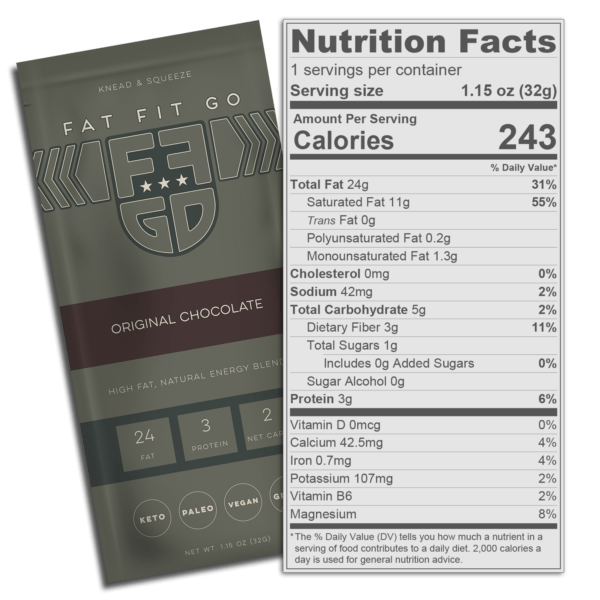 KNEAD & SQUEEZE
FAT FIT GO
FF
GO
ORIGINAL CHOCOLATE
HIGH FAT, NATURAL ENERGY BLEND
24
FAT
3
PROTEIN
2
NET
KETO
PALEO
VEGAN
NET WT. 1.15 OZ (32G)
Nutrition Facts
1 servings per container
Serving size 1.15 oz (32g)
Amount Per Serving
Calories 243
% Daily Value*
Total Fat 24g 31%
Saturated Fat 11g 55%
Trans Fat 0g
Polyunsaturated Fat 0.2g
Monounsaturated Fat 1.3g
Cholesterol 0mg 0%
Sodium 42mg 2%
Total Carbohydrate 5g 2%
Dietary Fiber 3g 11%
Total Sugars 1g
Includes 0g Added Sugars 0%
Sugar Alcohol 0g
Protein 3g 6%
Vitamin D 0mcg 0%
Calcium 42.5mg 4%
Iron 0.7mg 4%
Potassium 107mg 2%
Vitamin B6 2%
Magnesium 8%
*The % Daily Value (DV) tells you how much a nutrient in a
serving of food contributes to a daily diet. 2,000 calories a
day is used for general nutrition advice.